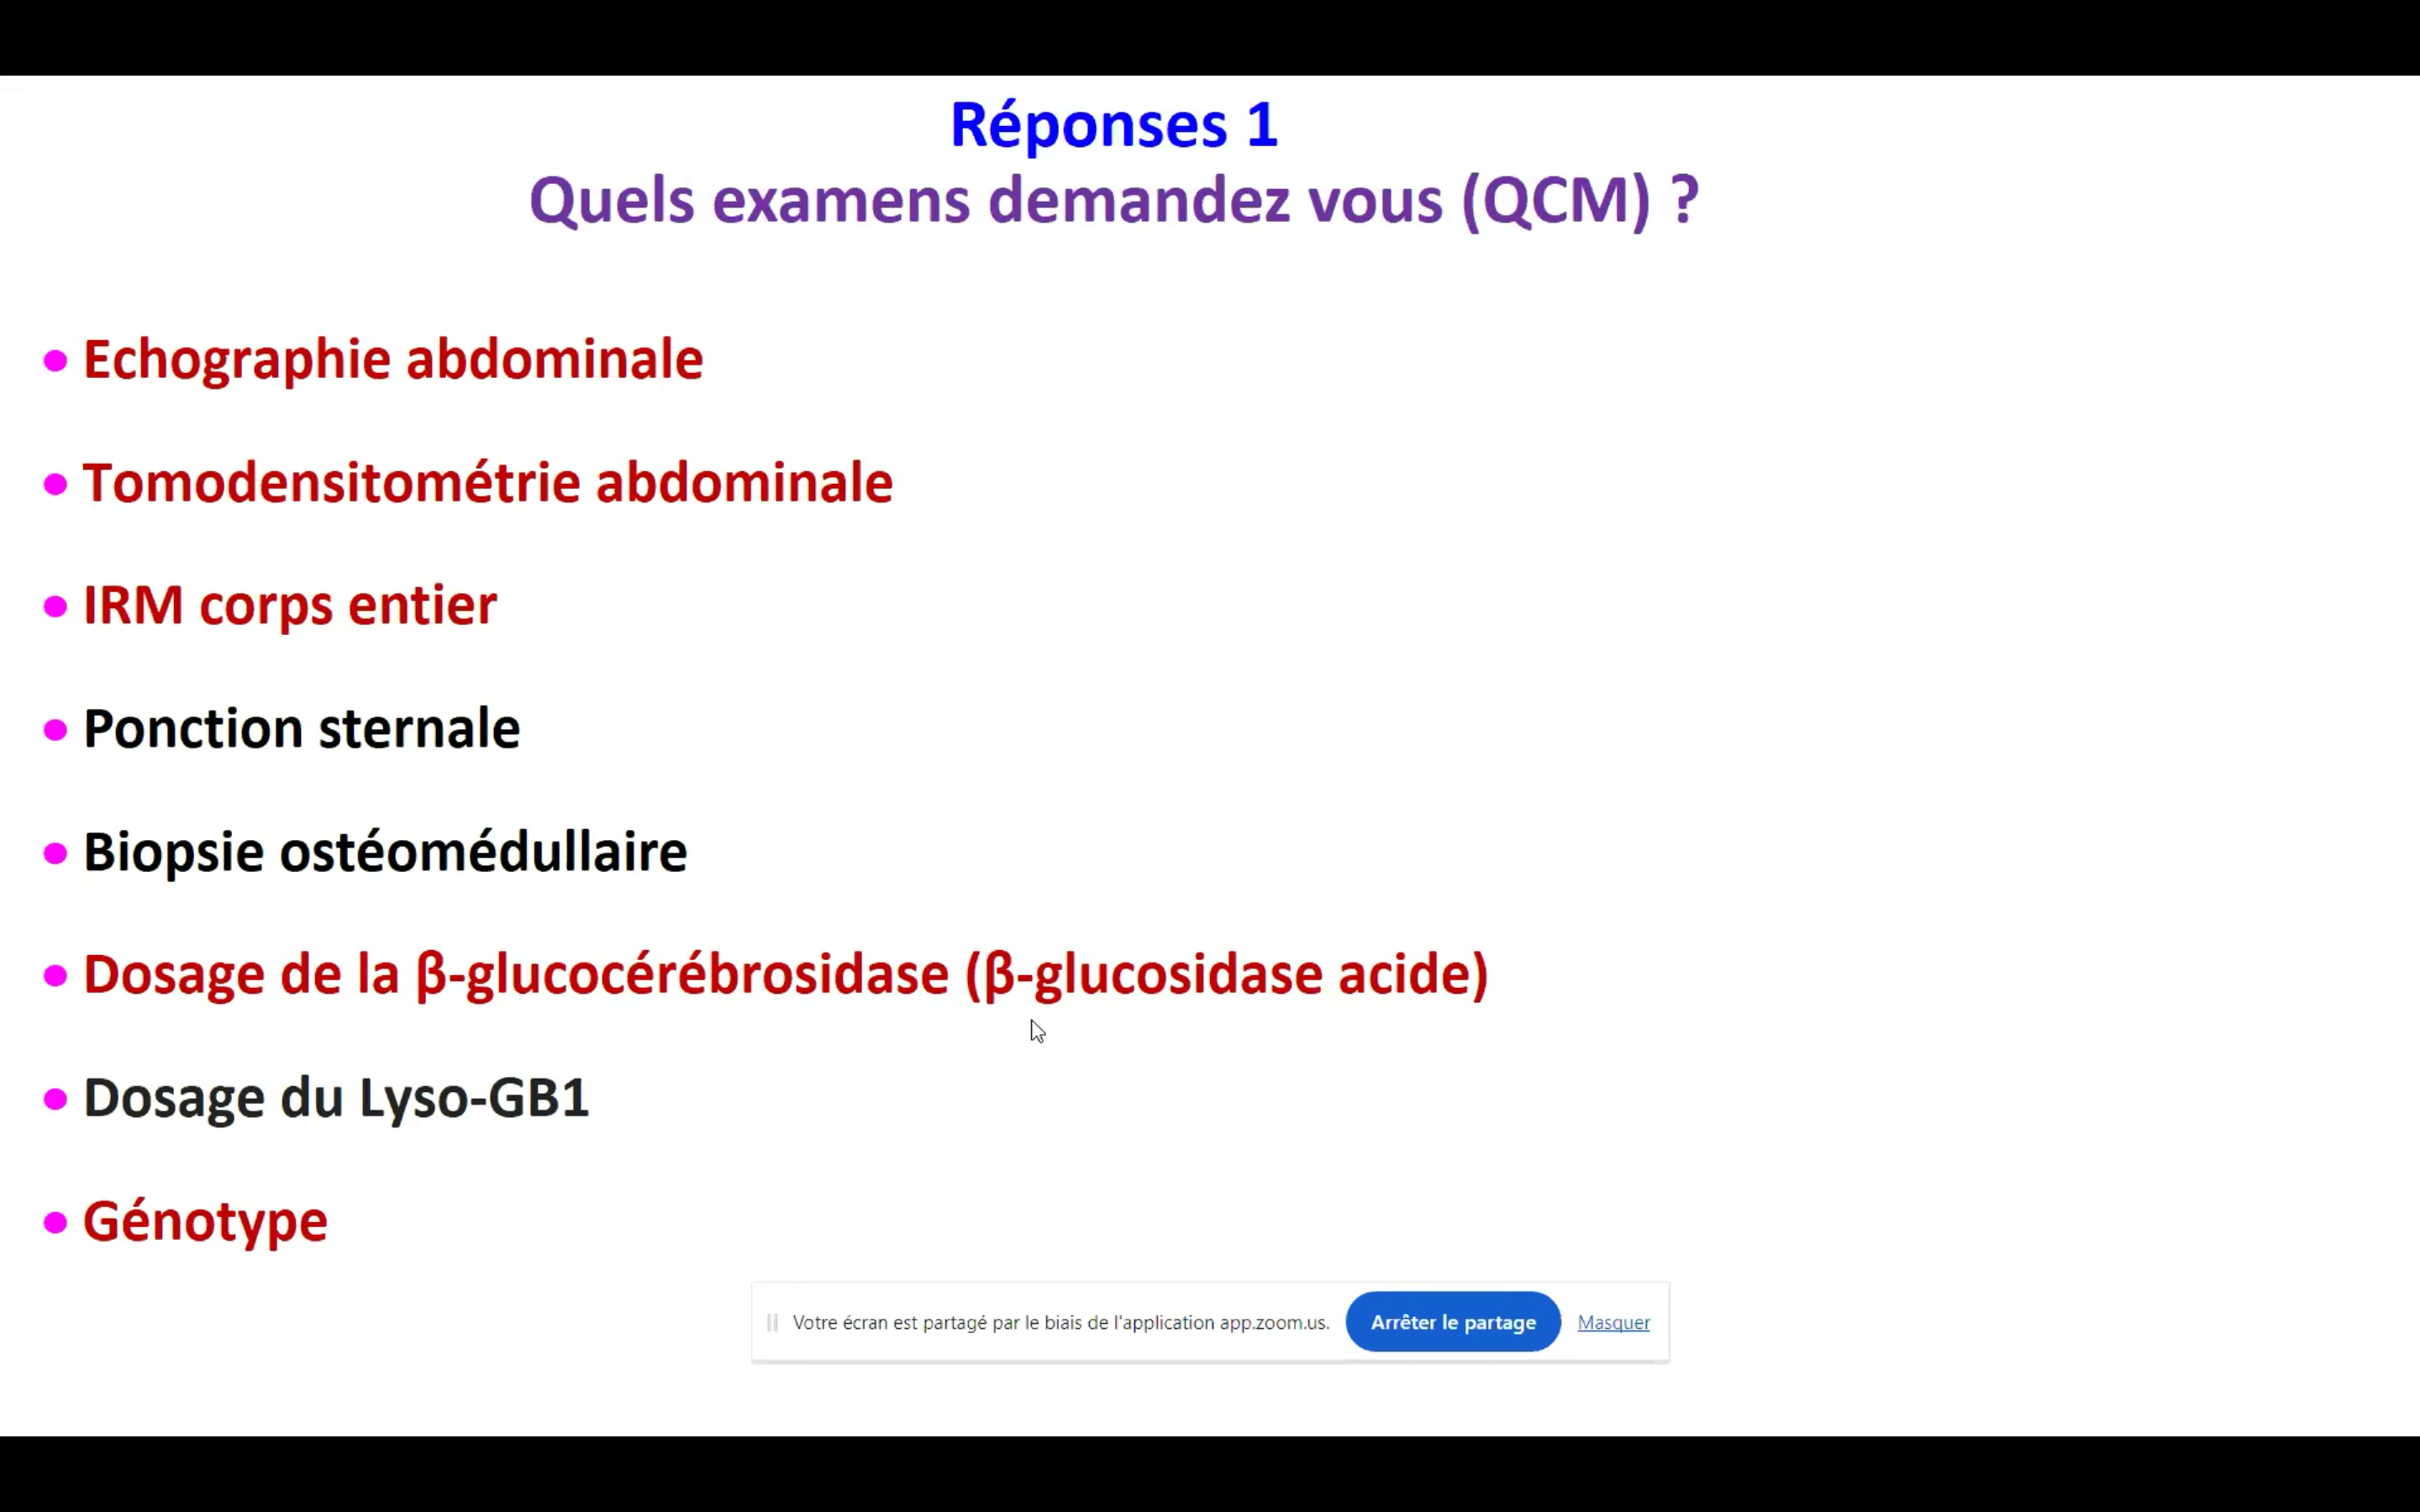 Réponses 1
Quels examens demandez vous (QCM) ?
• Echographie abdominale
• Tomodensitométrie abdominale
• IRM corps entier
• Ponction sternale
• Biopsie ostéomédullaire
• Dosage de la β-glucocérébrosidase (β-glucosidase acide)
• Dosage du Lyso-GB1
• Génotype
Votre écran est partagé par le biais de l'application app.zoom.us. Arrêter le partage Masquer